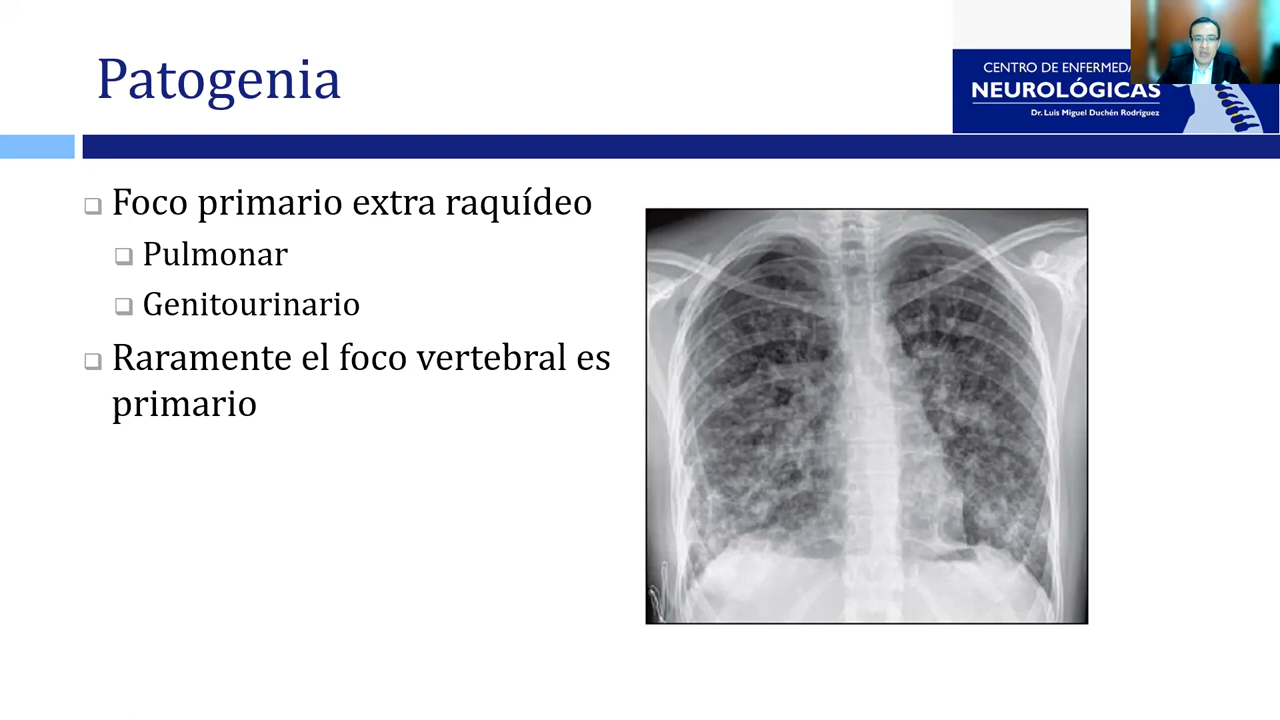 Patogenia
CENTRO DE ENFERMEDA
NEUROLÓGICAS
Dr. Luis Miguel Duchén Rodríguez
Foco primario extra raquídeo
Pulmonar
Genitourinario
Raramente el foco vertebral es
primario